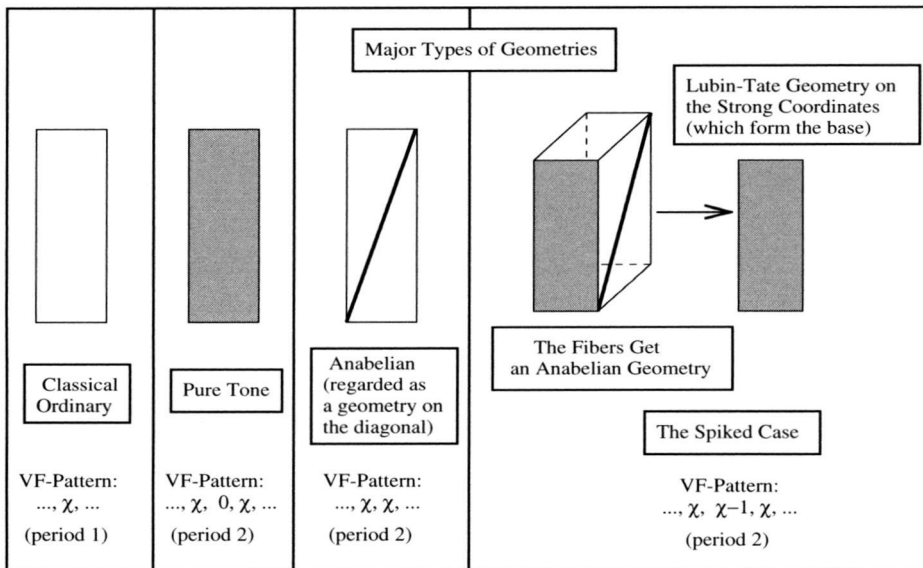 Major Types of Geometries
Lubin-Tate Geometry on
the Strong Coordinates
(which form the base)
The Fibers Get
an Anabelian Geometry
Classical
Ordinary
Pure Tone
Anabelian
(regarded as
a geometry on
the diagonal)
The Spiked Case
VF-Pattern:
..., χ, ...
(period 1)
VF-Pattern:
..., χ, 0, χ, ...
(period 2)
VF-Pattern:
..., χ, χ, ...
(period 2)
VF-Pattern:
..., χ, χ−1, χ, ...
(period 2)